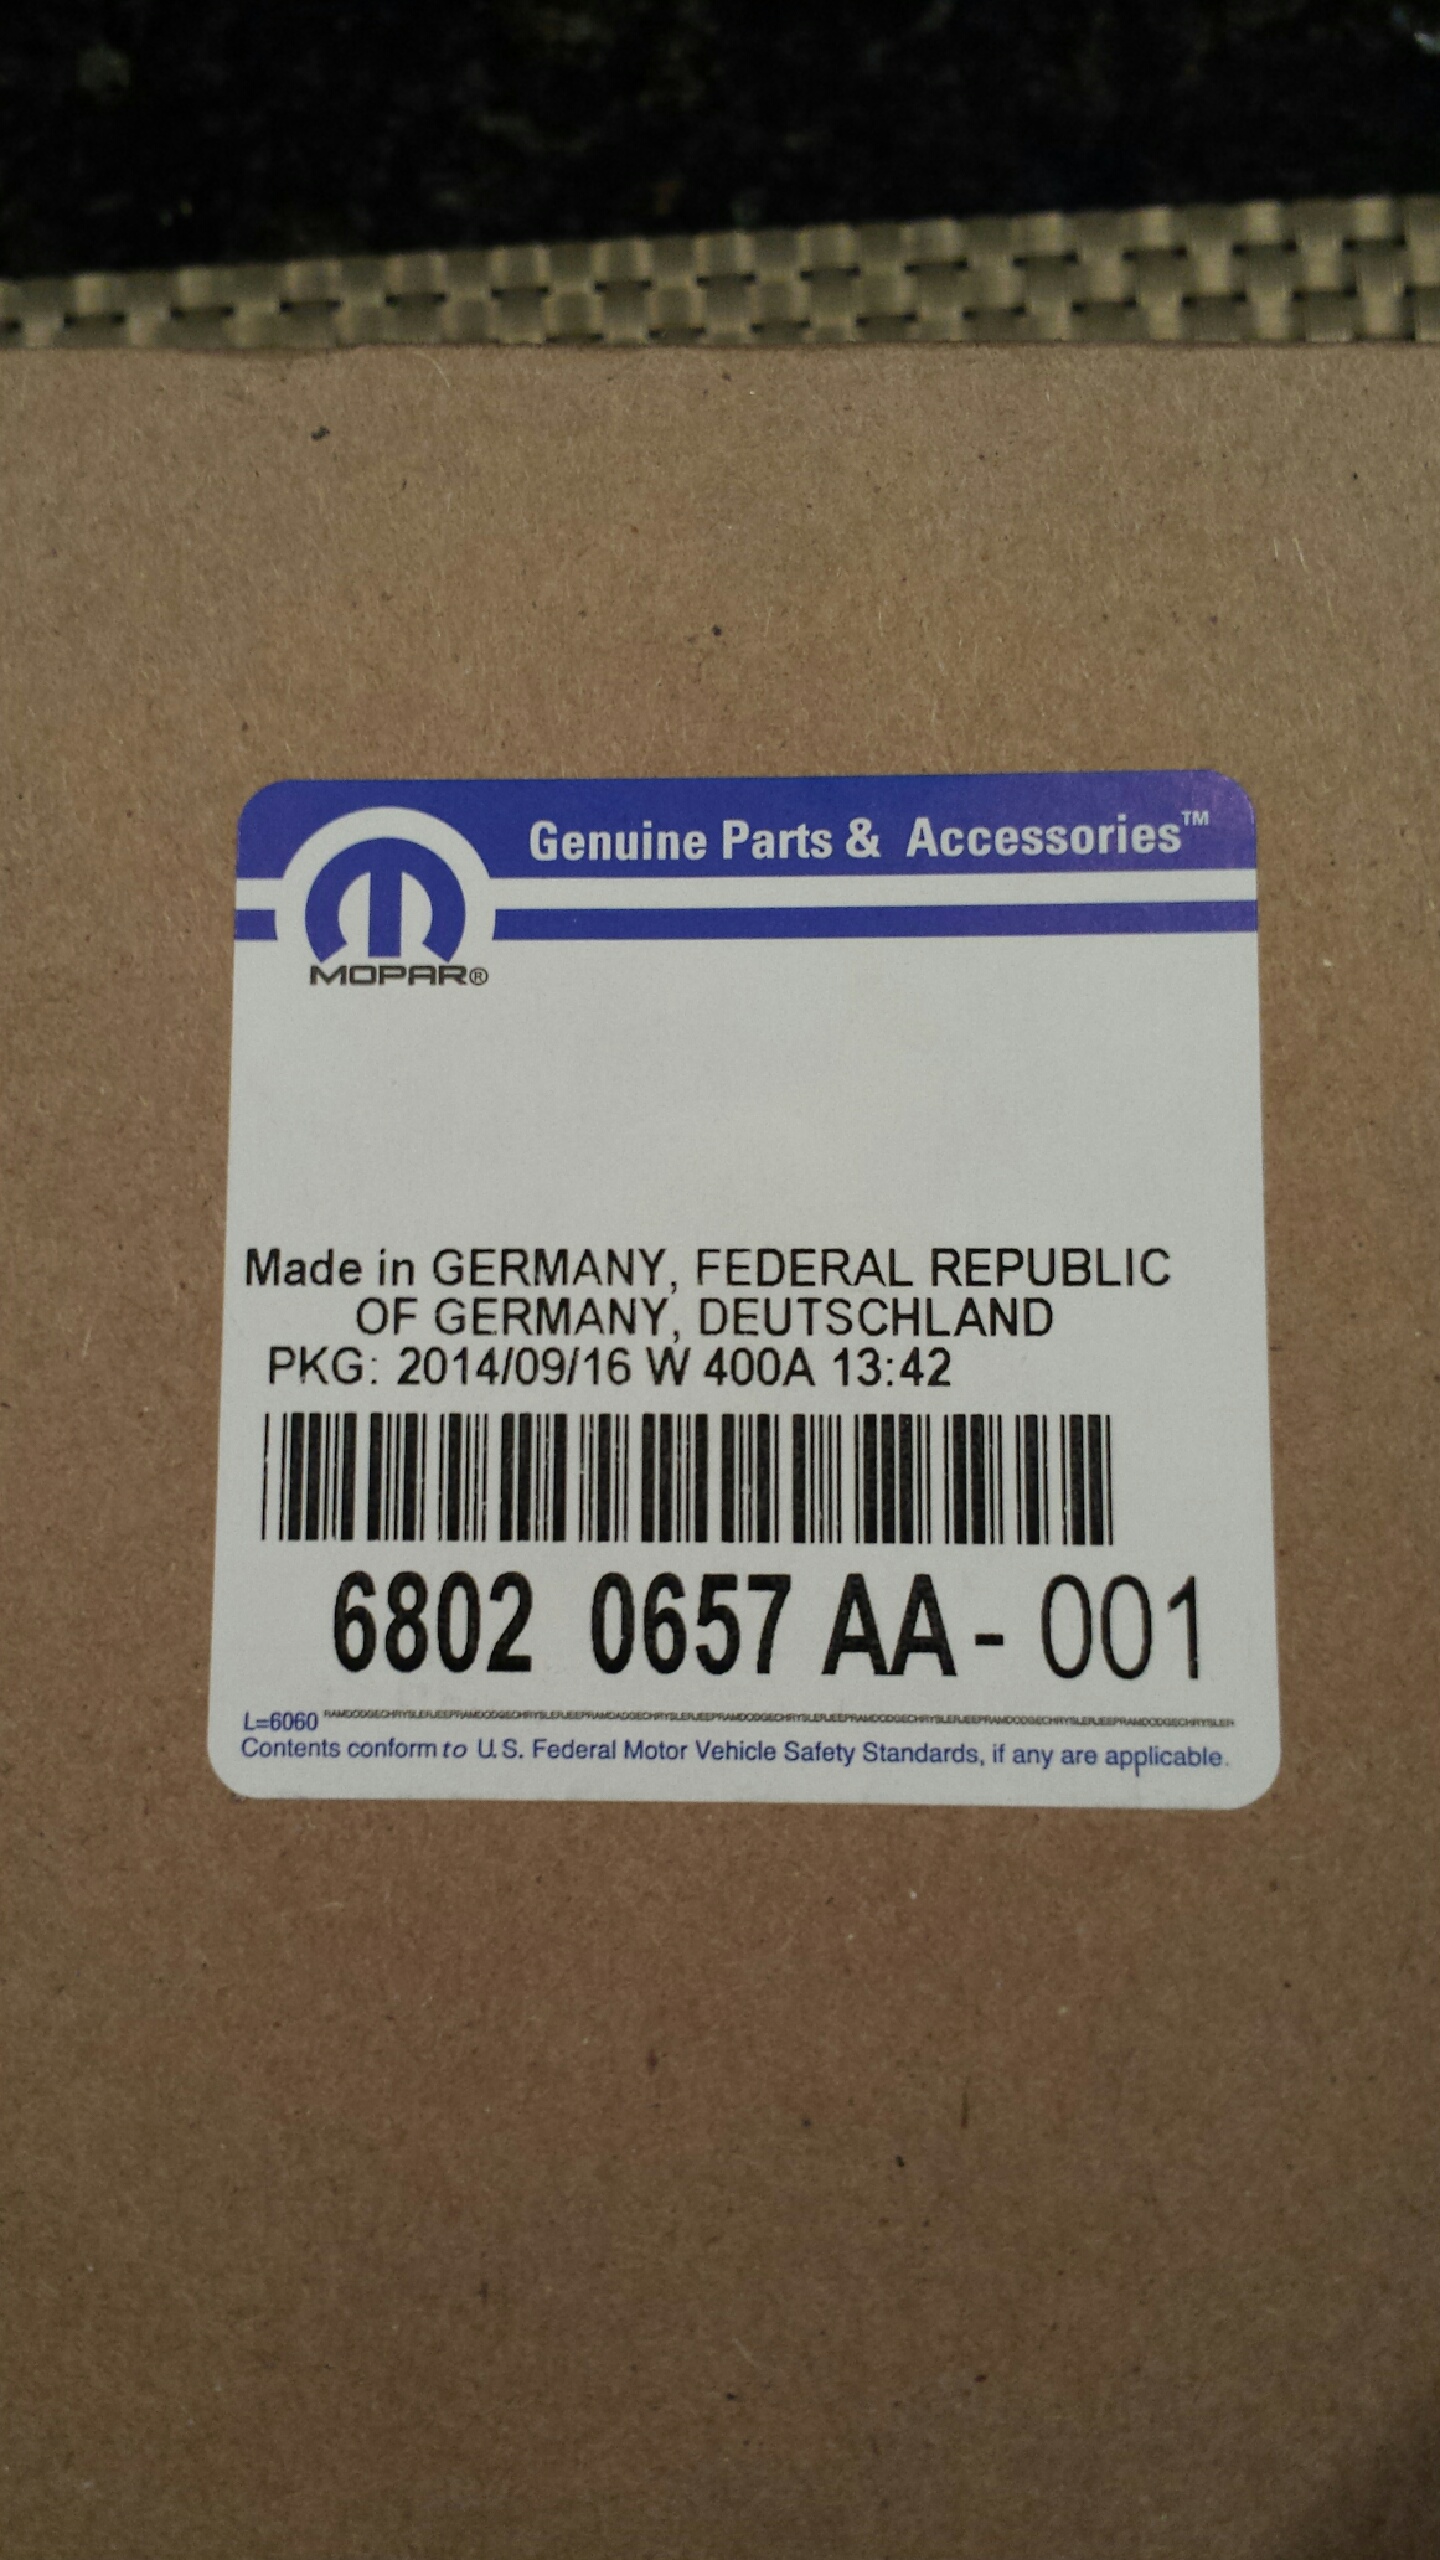 Genuine Parts & Accessories™
MOPAR®
Made in GERMANY, FEDERAL REPUBLIC
OF GERMANY, DEUTSCHLAND
PKG: 2014/09/16 W 400A 13:42
6802 0657 AA - 001
L=6060
Contents conform to U.S. Federal Motor Vehicle Safety Standards, if any are applicable.